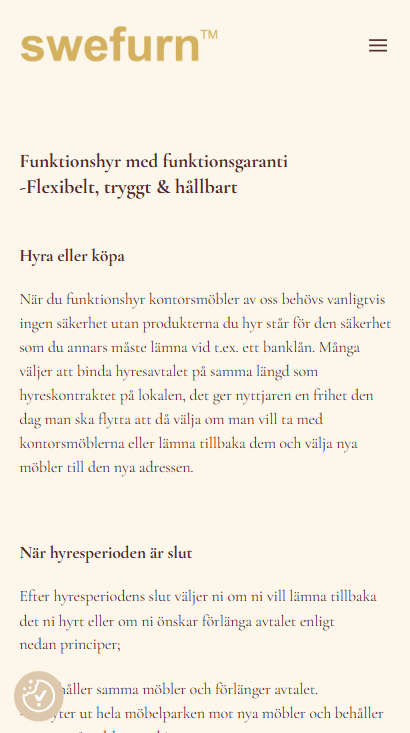 swefurn™
Funktionshyr med funktionsgaranti
-Flexibelt, tryggt & hållbart
Hyra eller köpa
När du funktionshyr kontorsmöbler av oss behövs vanligtvis
ingen säkerhet utan produkterna du hyr står för den säkerhet
som du annars måste lämna vid t.ex. ett banklån. Många
väljer att binda hyresavtalet på samma längd som
hyreskontraktet på lokalen, det ger nyttjaren en frihet den
dag man ska flytta att då välja om man vill ta med
kontorsmöblerna eller lämna tillbaka dem och välja nya
möbler till den nya adressen.
När hyresperioden är slut
Efter hyresperiodens slut väljer ni om ni vill lämna tillbaka
det ni hyrt eller om ni önskar förlänga avtalet enligt
nedan principer;
samma möbler och förlänger avtalet.
ut hela möbelparken mot nya möbler och behåller